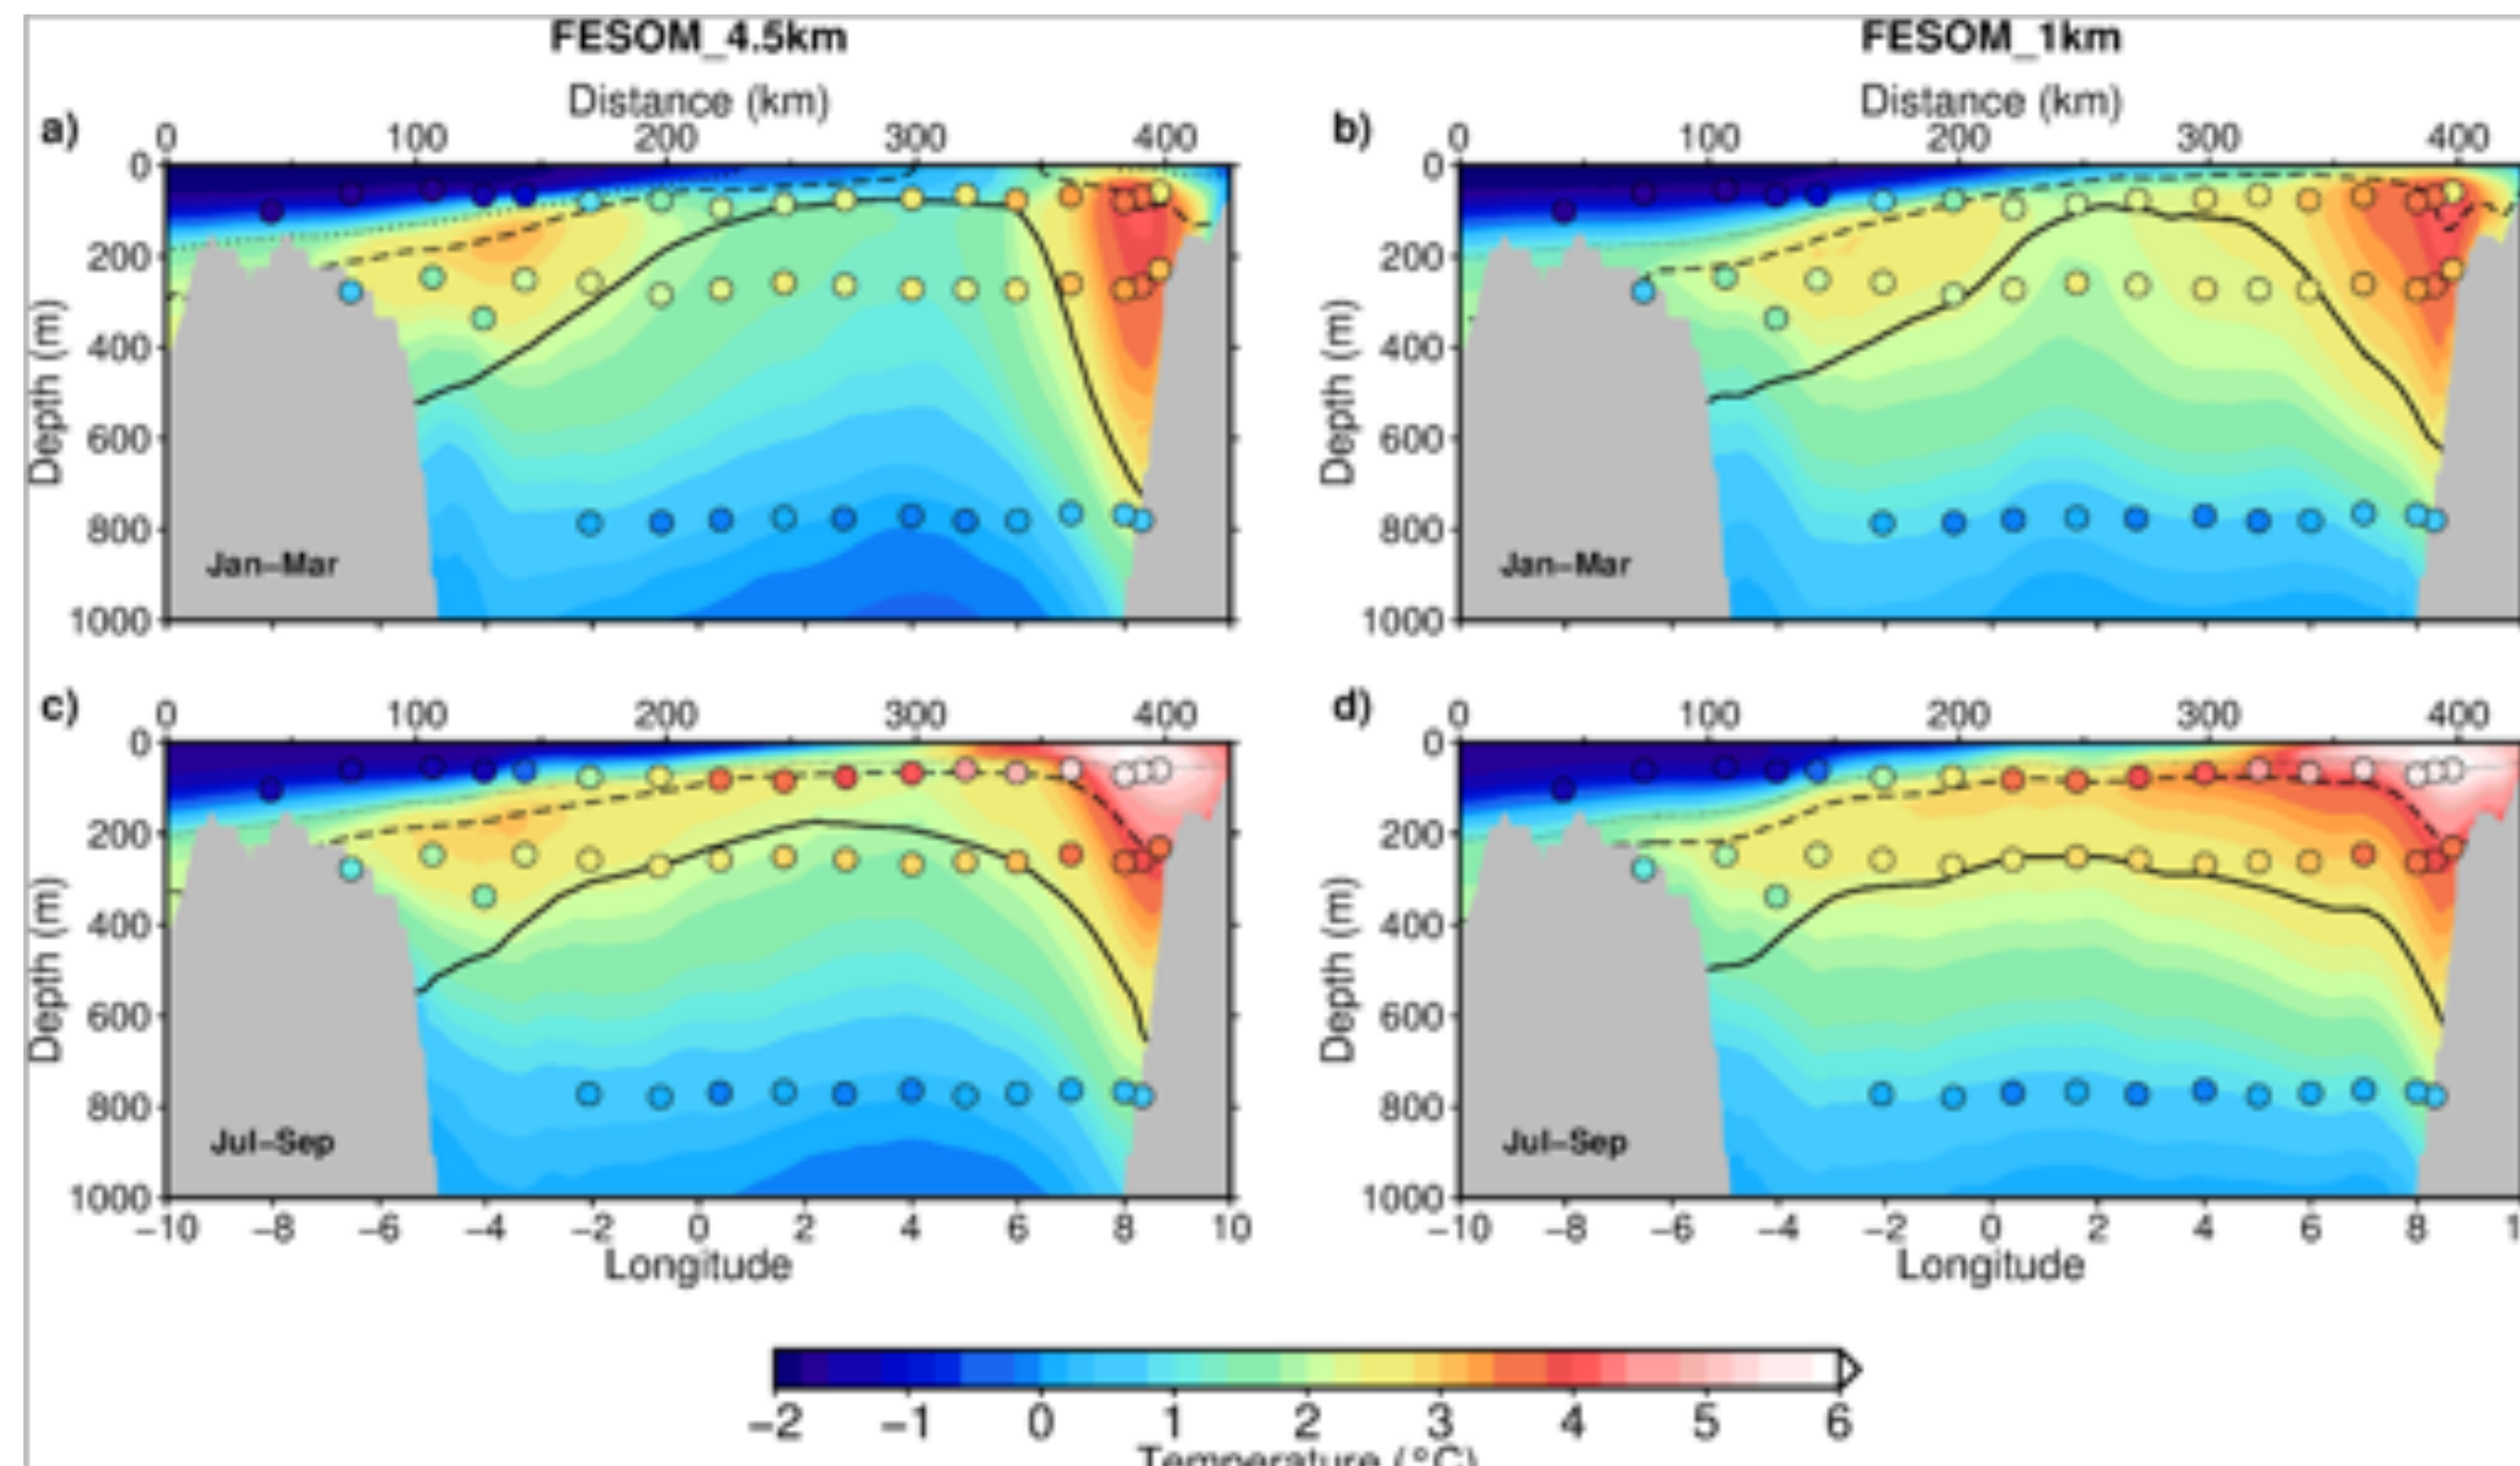 FESOM_4.5km FESOM_1km
Distance (km) Distance (km)
a) 0 100 200 300 400 b) 0 100 200 300 400
0 0
200 200
400 400
600 600
800 800
1000 1000
Depth (m) Depth (m)
Jan–Mar Jan–Mar
c) 0 100 200 300 400 d) 0 100 200 300 400
0 0
200 200
400 400
600 600
800 800
1000 1000
Depth (m) Depth (m)
Jul–Sep Jul–Sep
−10 −8 −6 −4 −2 0 2 4 6 8 10 −10 −8 −6 −4 −2 0 2 4 6 8 1
Longitude Longitude
−2 −1 0 1 2 3 4 5 6
Temperature (°C)